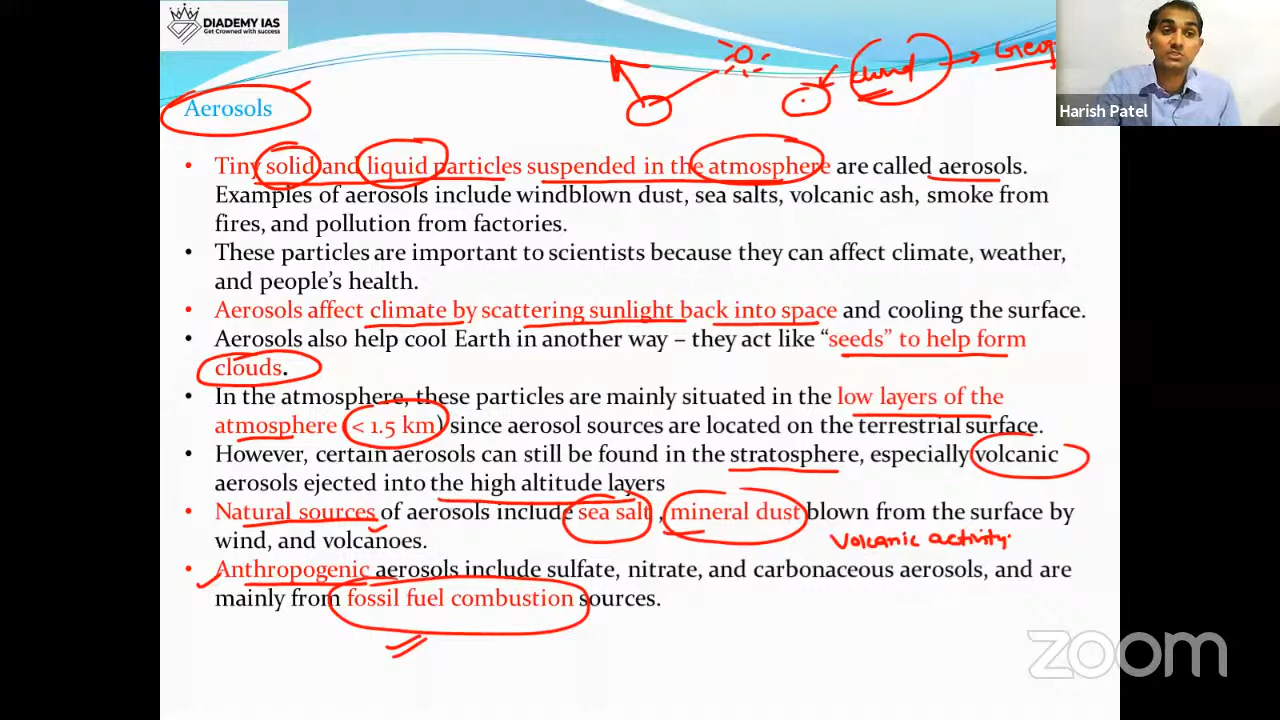 DIADEMY IAS
Get Crowned with success
cloud → Geog
Harish Patel
Aerosols
• Tiny solid and liquid particles suspended in the atmosphere are called aerosols.
Examples of aerosols include windblown dust, sea salts, volcanic ash, smoke from
fires, and pollution from factories.
• These particles are important to scientists because they can affect climate, weather,
and people's health.
• Aerosols affect climate by scattering sunlight back into space and cooling the surface.
• Aerosols also help cool Earth in another way – they act like “seeds” to help form
clouds.
• In the atmosphere, these particles are mainly situated in the low layers of the
atmosphere (< 1.5 km) since aerosol sources are located on the terrestrial surface.
• However, certain aerosols can still be found in the stratosphere, especially volcanic
aerosols ejected into the high altitude layers
• Natural sources of aerosols include sea salt , mineral dust blown from the surface by
wind, and volcanoes.
Volcanic activity.
• Anthropogenic aerosols include sulfate, nitrate, and carbonaceous aerosols, and are
mainly from fossil fuel combustion sources.
zoom